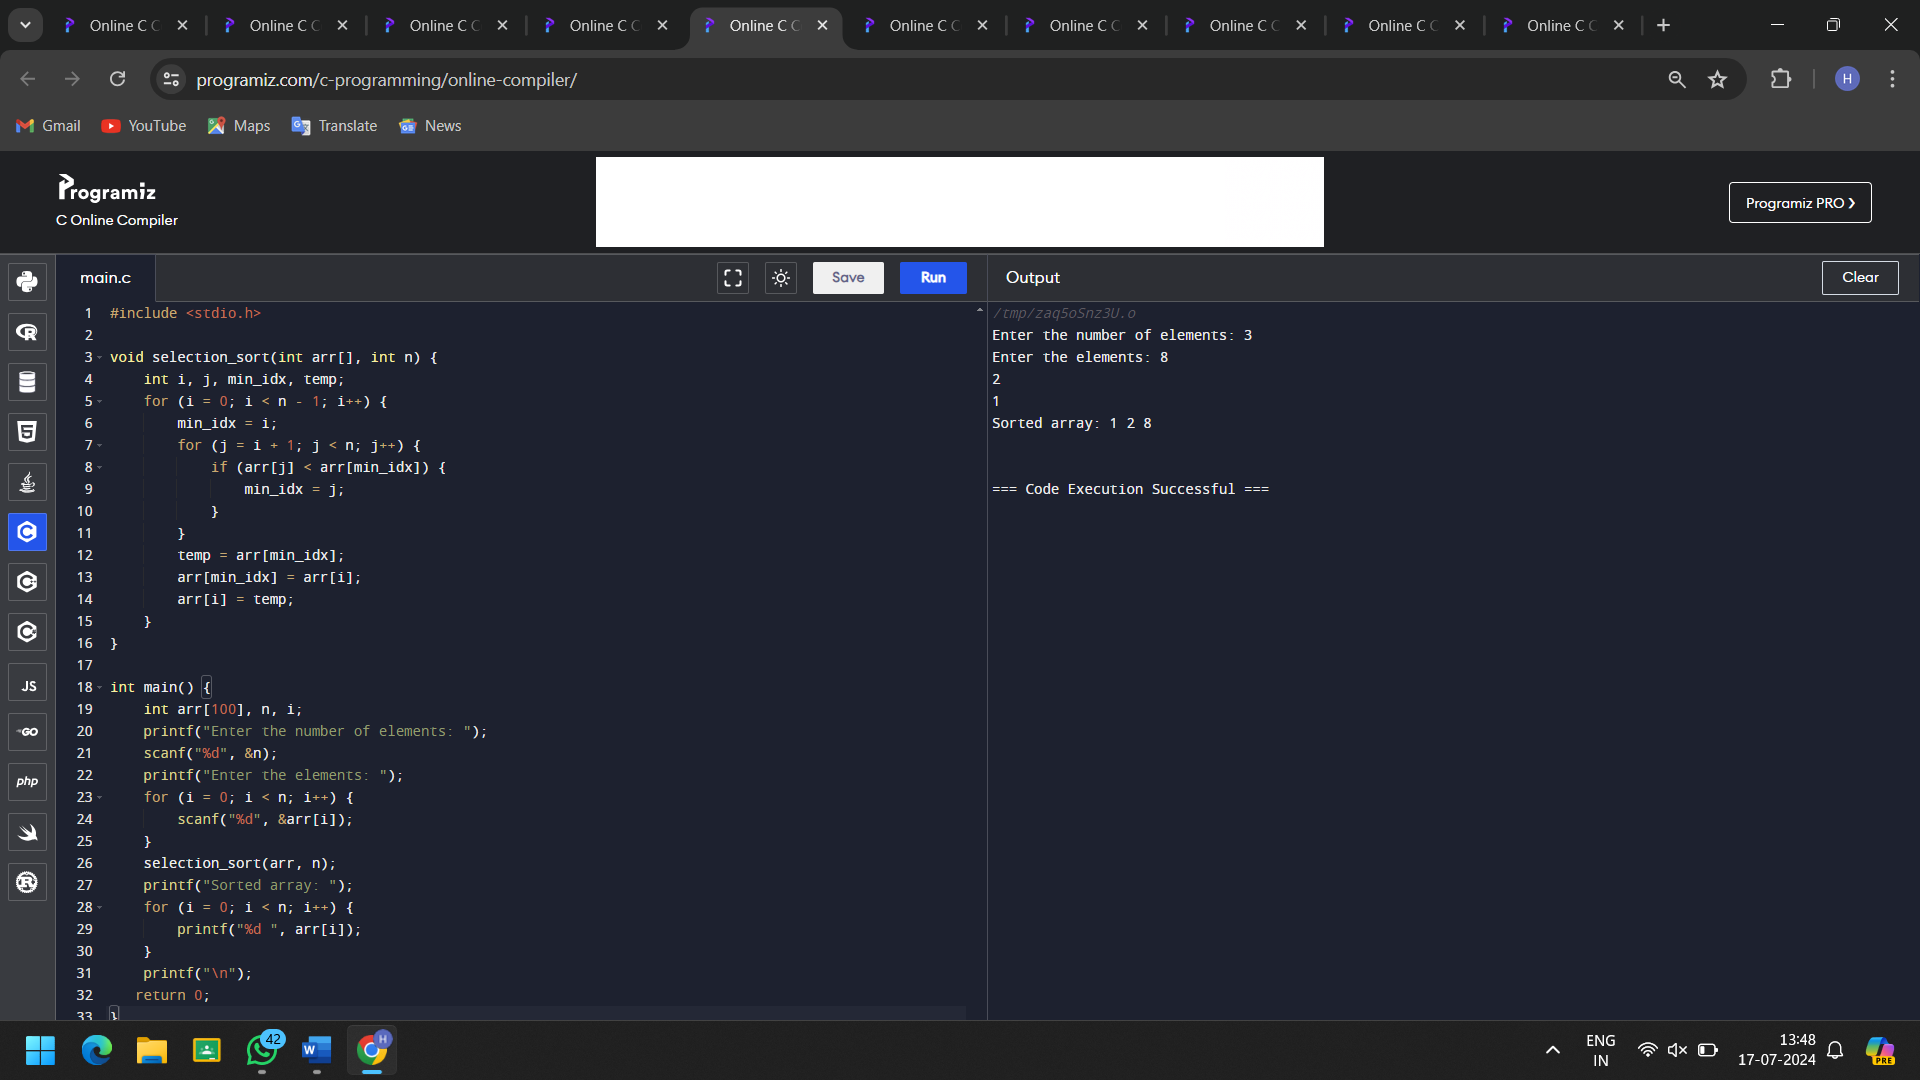 Online C C
Online C C
Online C C
Online C C
Online C C
Online C C
Online C C
Online C C
Online C C
Online C C
programiz.com/c-programming/online-compiler/
H
Gmail
YouTube
Maps
Translate
News
Programiz
C Online Compiler
Programiz PRO
main.c
Save
Run
Output
Clear
1 #include <stdio.h>
2
3 void selection_sort(int arr[], int n) {
4     int i, j, min_idx, temp;
5     for (i = 0; i < n - 1; i++) {
6         min_idx = i;
7         for (j = i + 1; j < n; j++) {
8             if (arr[j] < arr[min_idx]) {
9                 min_idx = j;
10             }
11         }
12         temp = arr[min_idx];
13         arr[min_idx] = arr[i];
14         arr[i] = temp;
15     }
16 }
17
18 int main() {
19     int arr[100], n, i;
20     printf("Enter the number of elements: ");
21     scanf("%d", &n);
22     printf("Enter the elements: ");
23     for (i = 0; i < n; i++) {
24         scanf("%d", &arr[i]);
25     }
26     selection_sort(arr, n);
27     printf("Sorted array: ");
28     for (i = 0; i < n; i++) {
29         printf("%d ", arr[i]);
30     }
31     printf("\n");
32    return 0;
33 }
/tmp/zaq5oSnz3U.o
Enter the number of elements: 3
Enter the elements: 8
2
1
Sorted array: 1 2 8
=== Code Execution Successful ===
JS
GO
php
42
W
H
ENG
IN
13:48
17-07-2024
PRE